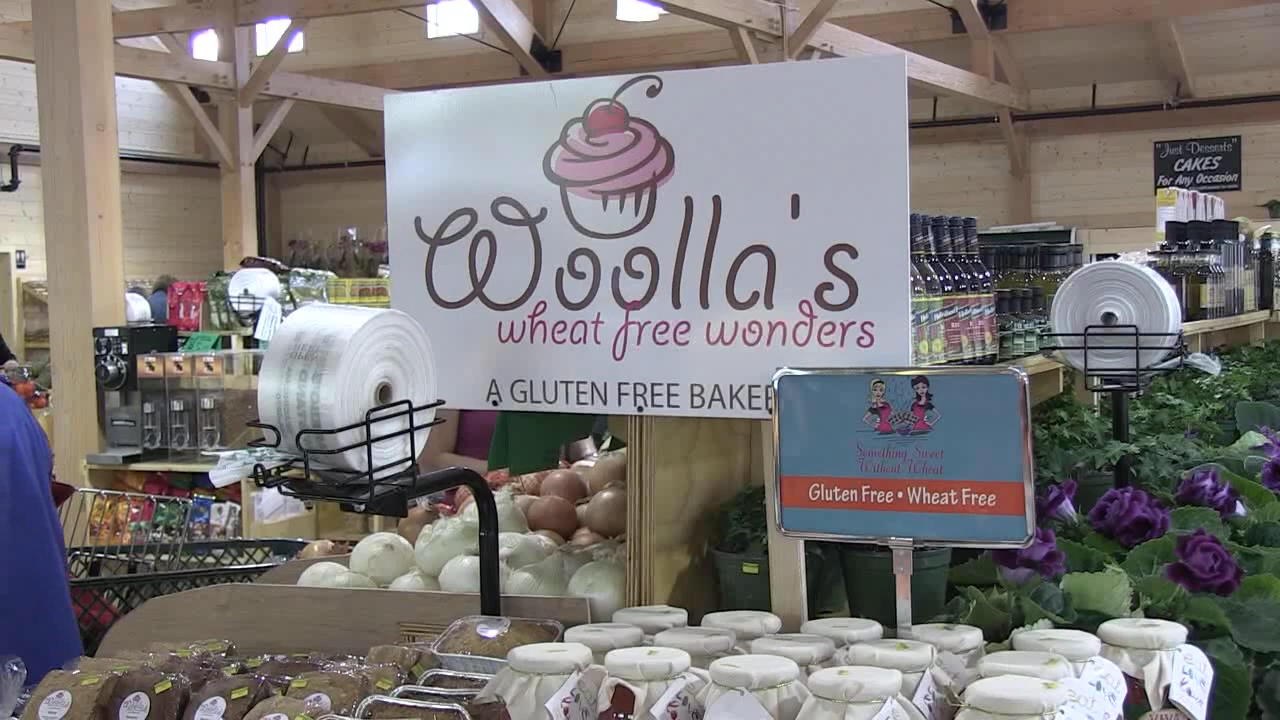 Woolla's
wheat free wonders
A GLUTEN FREE BAKE
"Just Desserts"
CAKES
For Any Occasion
Something Sweet
Without Wheat
Gluten Free • Wheat Free